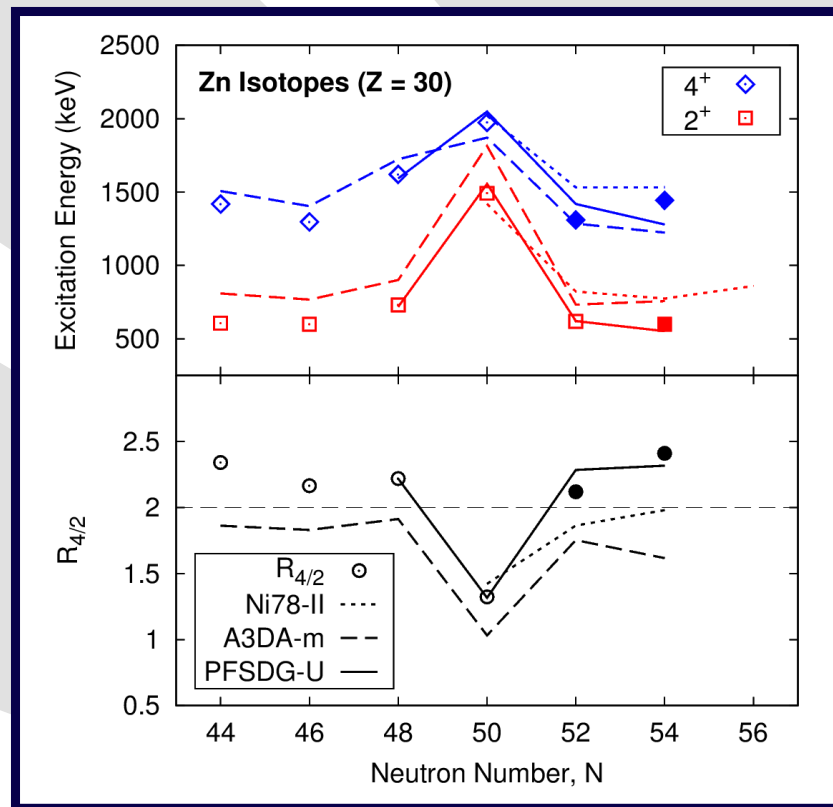 Zn Isotopes (Z = 30)
4+
2+
Excitation Energy (keV)
2500
2000
1500
1000
500
R4/2
2.5
2
1.5
1
0.5
R4/2
Ni78-II
A3DA-m
PFSDG-U
44 46 48 50 52 54 56
Neutron Number, N